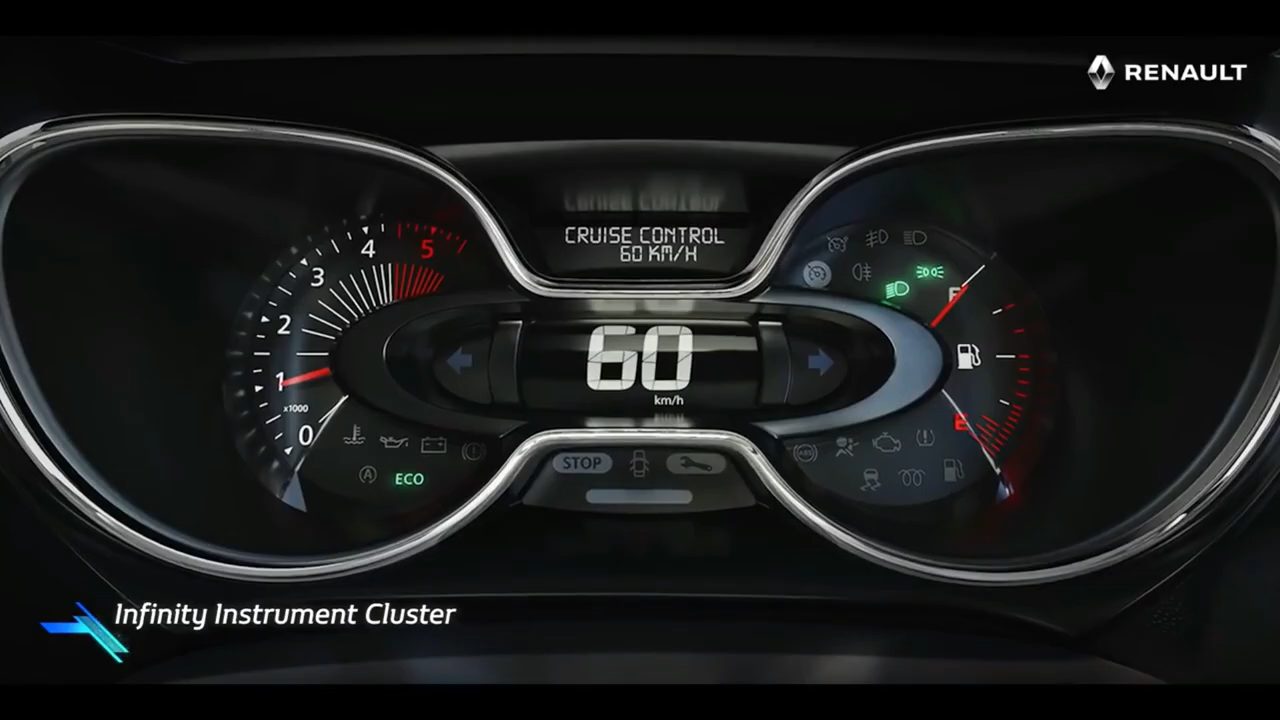 RENAULT
CRUISE CONTROL
60 KM/H
4
5
3
2
1
x1000
0
60
km/h
F
E
ECO
A
STOP
ABS
Infinity Instrument Cluster